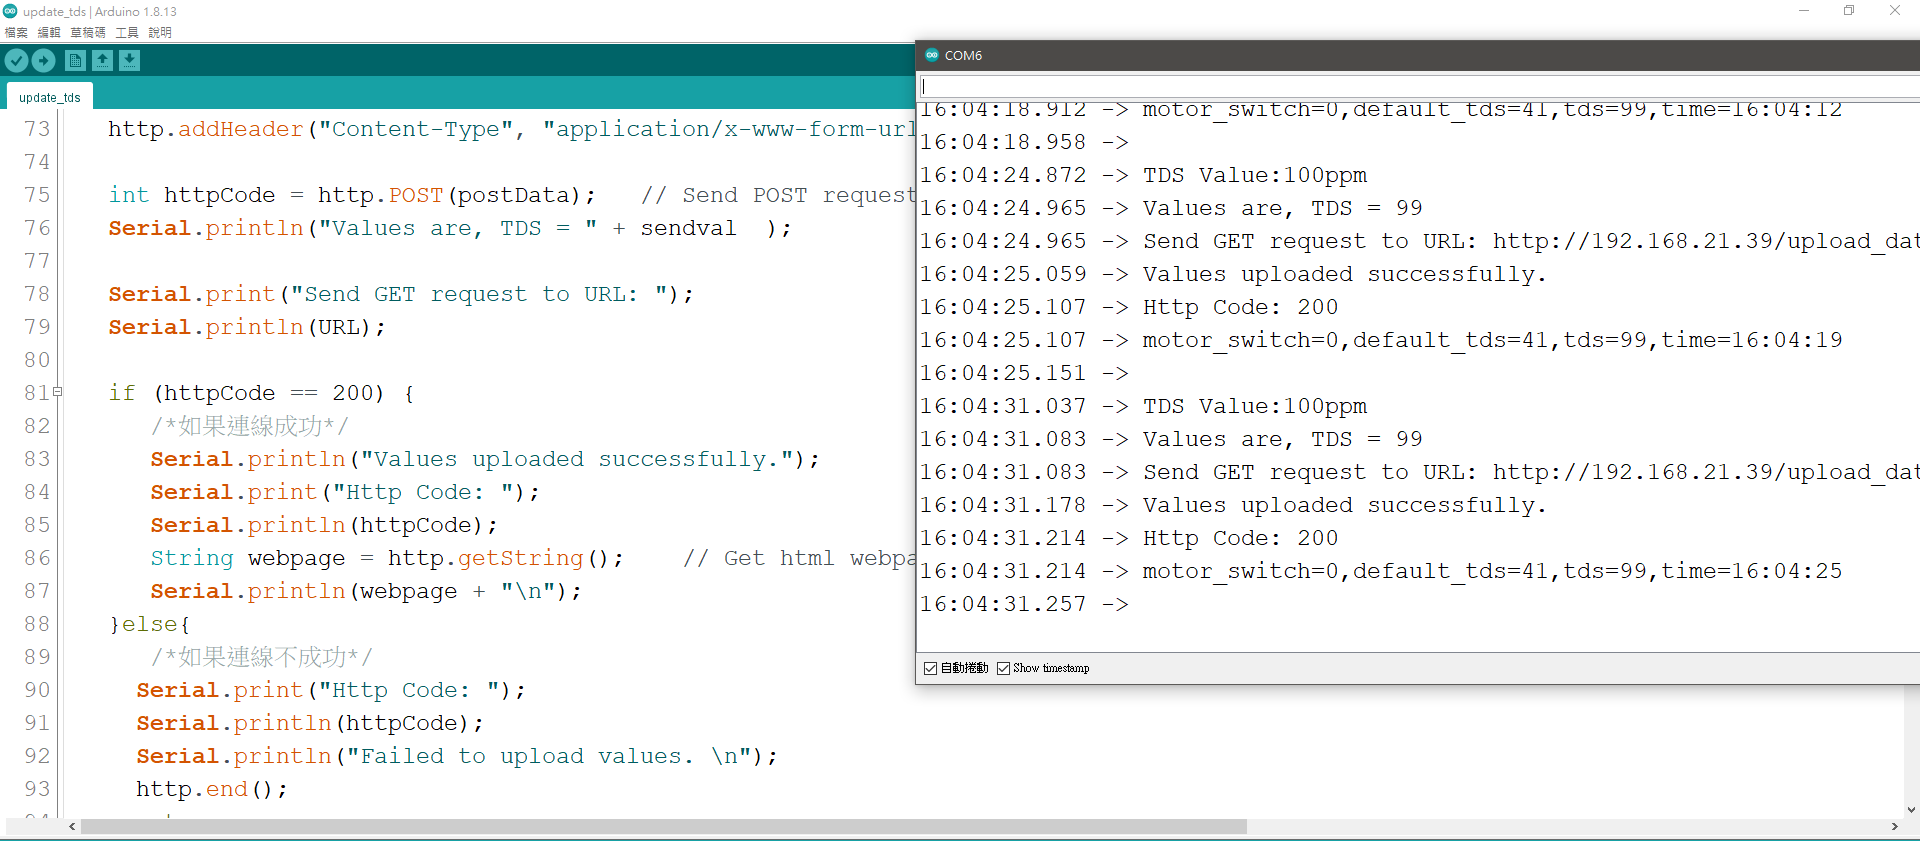 update_tds | Arduino 1.8.13
檔案 編輯 草稿碼 工具 說明
update_tds
73 http.addHeader("Content-Type", "application/x-www-form-url
74
75 int httpCode = http.POST(postData); // Send POST request
76 Serial.println("Values are, TDS = " + sendval );
77
78 Serial.print("Send GET request to URL: ");
79 Serial.println(URL);
80
81 if (httpCode == 200) {
82 /*如果連線成功*/
83 Serial.println("Values uploaded successfully.");
84 Serial.print("Http Code: ");
85 Serial.println(httpCode);
86 String webpage = http.getString(); // Get html webpa
87 Serial.println(webpage + "\n");
88 }else{
89 /*如果連線不成功*/
90 Serial.print("Http Code: ");
91 Serial.println(httpCode);
92 Serial.println("Failed to upload values. \n");
93 http.end();
COM6
16:04:18.912 -> motor_switch=0,default_tds=41,tds=99,time=16:04:12
16:04:18.958 ->
16:04:24.872 -> TDS Value:100ppm
16:04:24.965 -> Values are, TDS = 99
16:04:24.965 -> Send GET request to URL: http://192.168.21.39/upload_dat
16:04:25.059 -> Values uploaded successfully.
16:04:25.107 -> Http Code: 200
16:04:25.107 -> motor_switch=0,default_tds=41,tds=99,time=16:04:19
16:04:25.151 ->
16:04:31.037 -> TDS Value:100ppm
16:04:31.083 -> Values are, TDS = 99
16:04:31.083 -> Send GET request to URL: http://192.168.21.39/upload_dat
16:04:31.178 -> Values uploaded successfully.
16:04:31.214 -> Http Code: 200
16:04:31.214 -> motor_switch=0,default_tds=41,tds=99,time=16:04:25
16:04:31.257 ->
自動捲動 Show timestamp